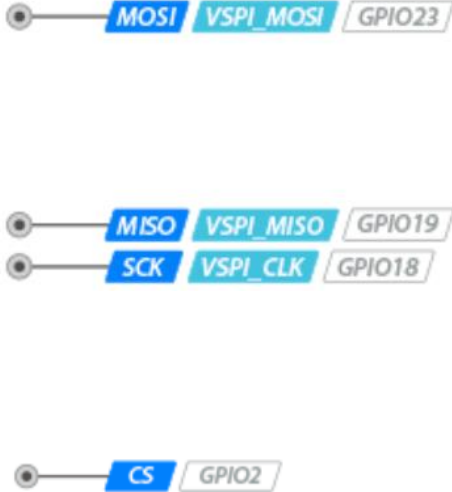 MOSI VSPI_MOSI GPIO23
MISO VSPI_MISO GPIO19
SCK VSPI_CLK GPIO18
CS GPIO2